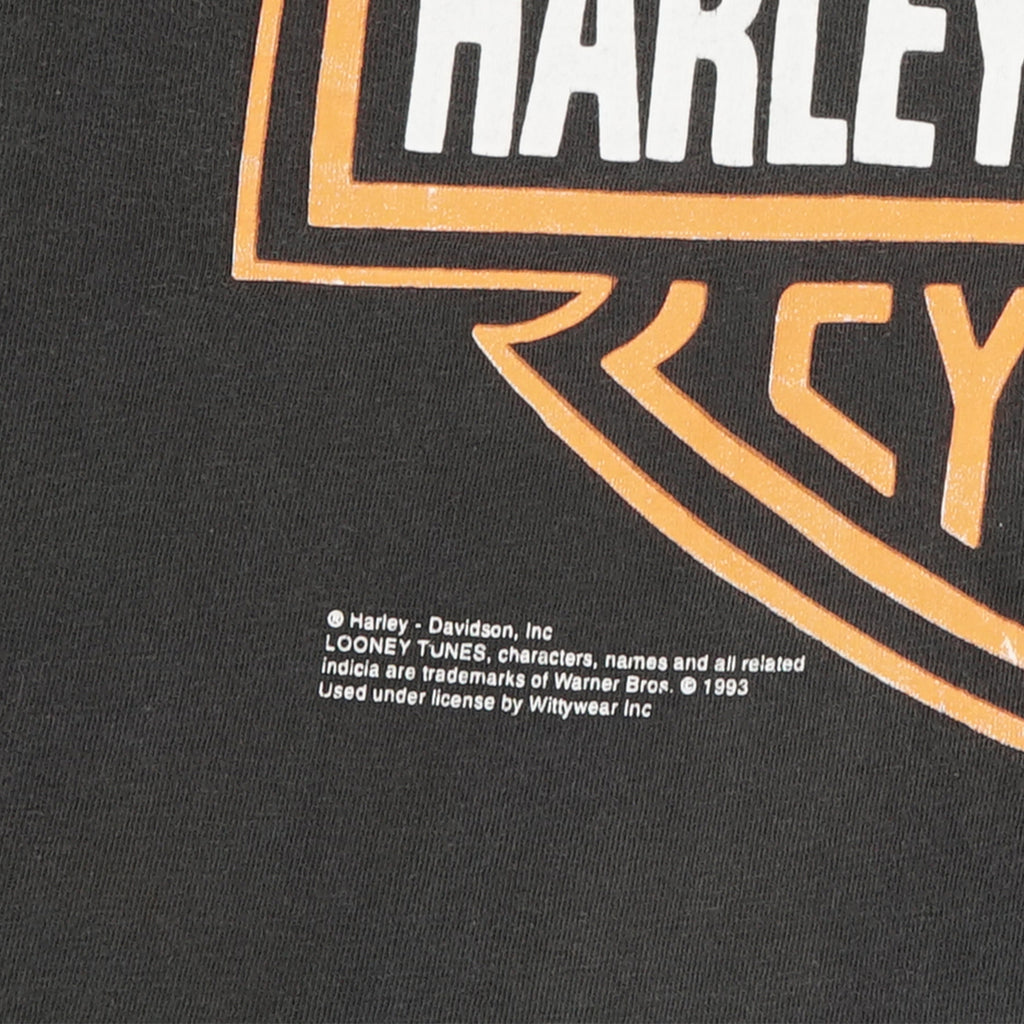 HARLEY
CY
® Harley - Davidson, Inc
LOONEY TUNES, characters, names and all related
indicia are trademarks of Warner Bros. © 1993
Used under license by Wittywear Inc